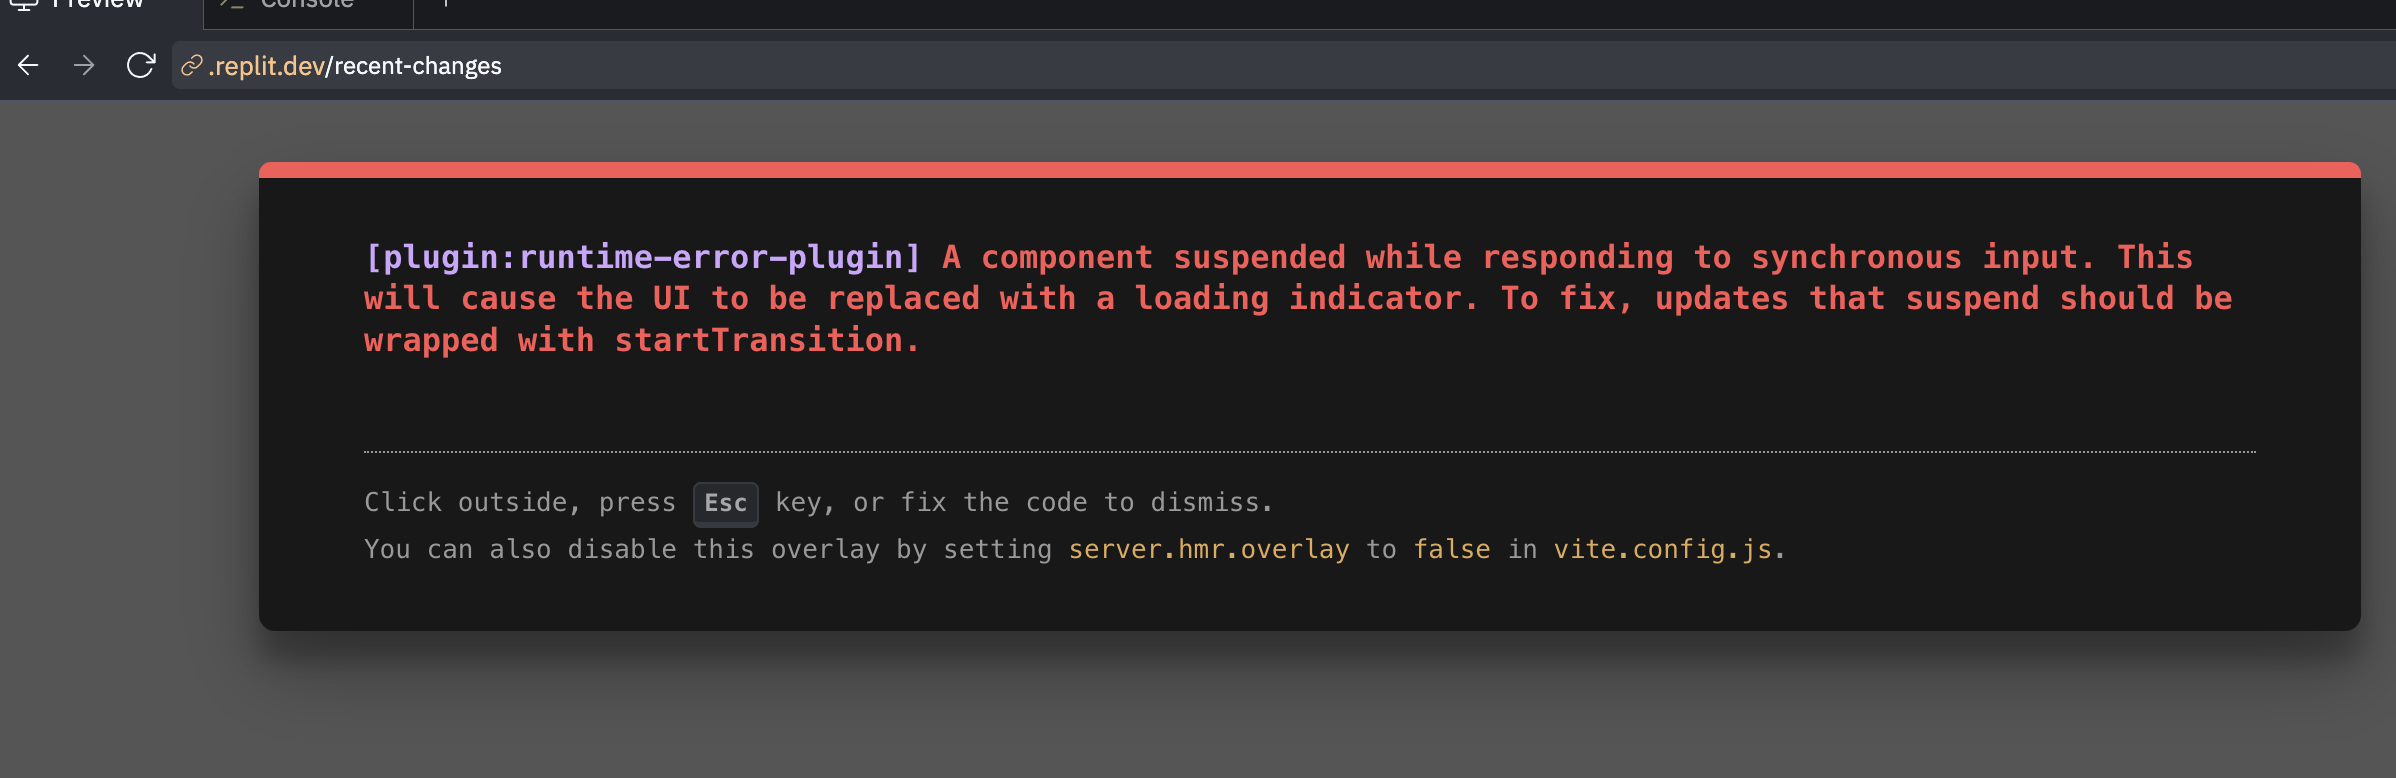 Preview
Console
.replit.dev/recent-changes
[plugin:runtime-error-plugin] A component suspended while responding to synchronous input. This
will cause the UI to be replaced with a loading indicator. To fix, updates that suspend should be
wrapped with startTransition.
Click outside, press Esc key, or fix the code to dismiss.
You can also disable this overlay by setting server.hmr.overlay to false in vite.config.js.